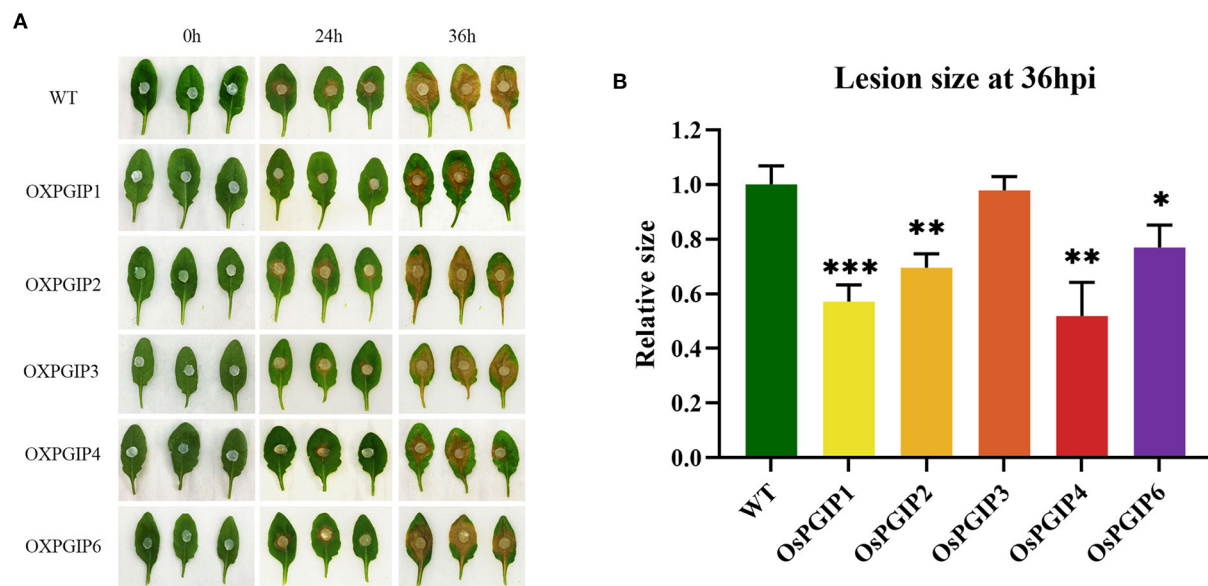 A
0h 24h 36h
WT
OXPGIP1
OXPGIP2
OXPGIP3
OXPGIP4
OXPGIP6
B
Lesion size at 36hpi
Relative size
1.2
1.0
0.8
0.6
0.4
0.2
0.0
***
**
**
*
WT OsPGIP1 OsPGIP2 OsPGIP3 OsPGIP4 OsPGIP6